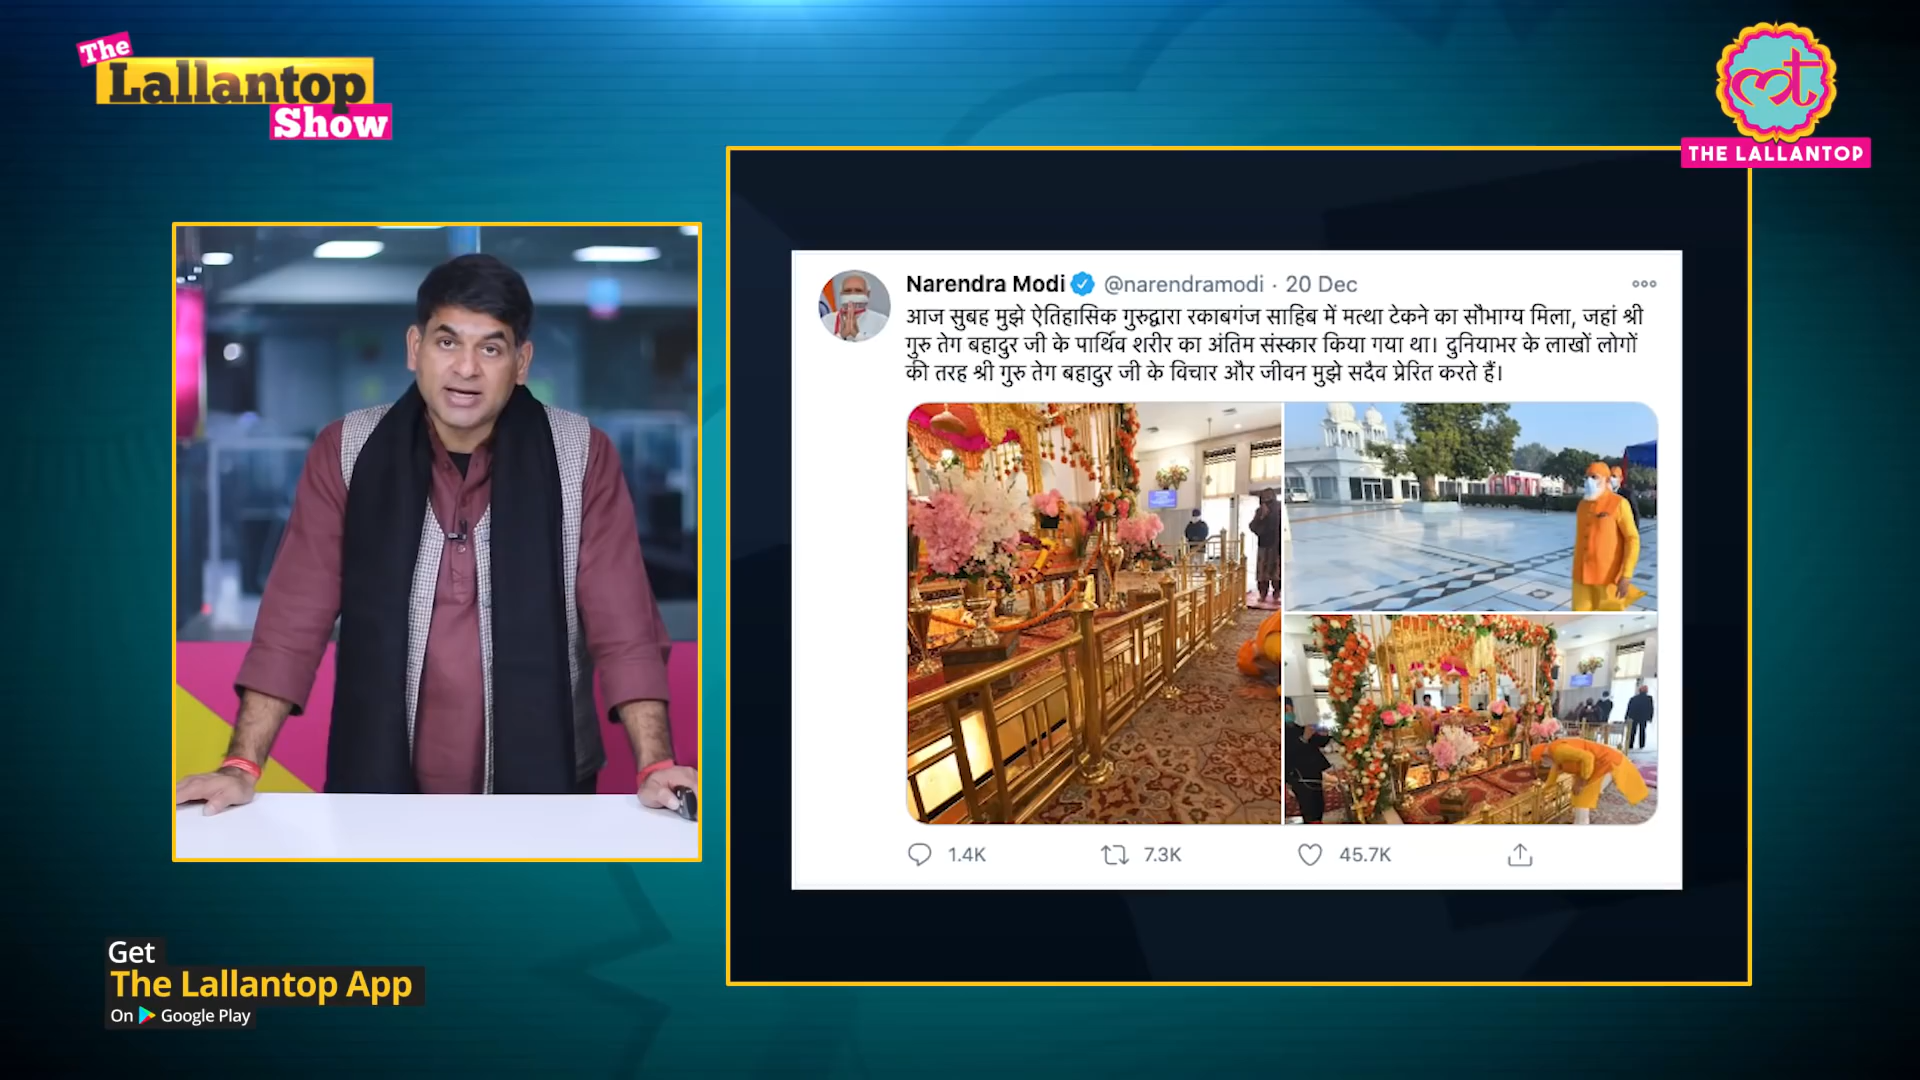 The
Lallantop
Show
THE LALLANTOP
Narendra Modi @narendramodi · 20 Dec
आज सुबह मुझे ऐतिहासिक गुरुद्वारा रकाबगंज साहिब में मत्था टेकने का सौभाग्य मिला, जहां श्री
गुरु तेग बहादुर जी के पार्थिव शरीर का अंतिम संस्कार किया गया था। दुनियाभर के लाखों लोगों
की तरह श्री गुरु तेग बहादुर जी के विचार और जीवन मुझे सदैव प्रेरित करते हैं।
1.4K 7.3K 45.7K
Get
The Lallantop App
On Google Play